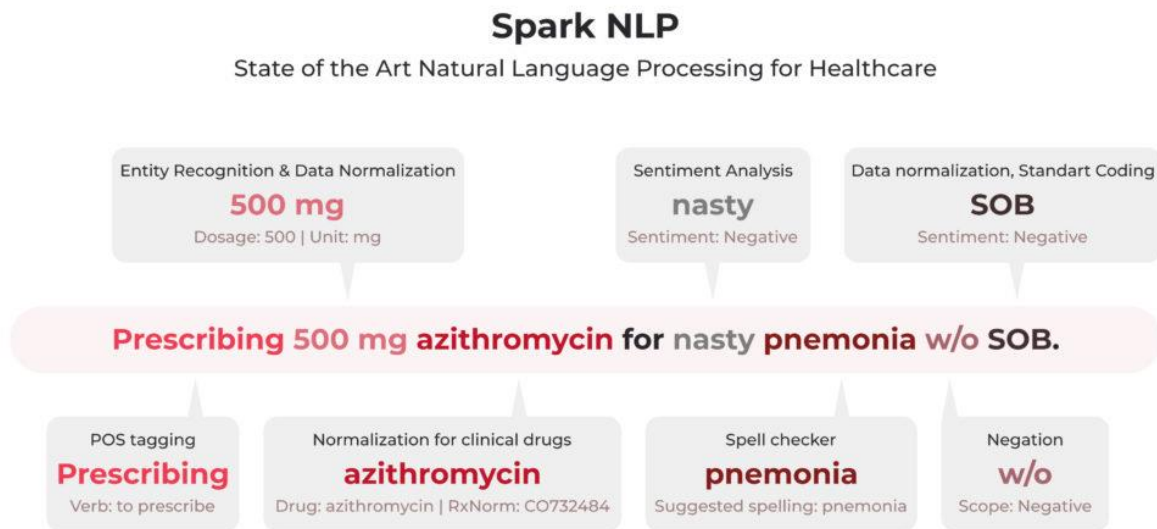 Spark NLP
State of the Art Natural Language Processing for Healthcare
Entity Recognition & Data Normalization
500 mg
Dosage: 500 | Unit: mg
Sentiment Analysis
nasty
Sentiment: Negative
Data normalization, Standart Coding
SOB
Sentiment: Negative
Prescribing 500 mg azithromycin for nasty pnemonia w/o SOB.
POS tagging
Prescribing
Verb: to prescribe
Normalization for clinical drugs
azithromycin
Drug: azithromycin | RxNorm: CO732484
Spell checker
pnemonia
Suggested spelling: pnemonia
Negation
w/o
Scope: Negative